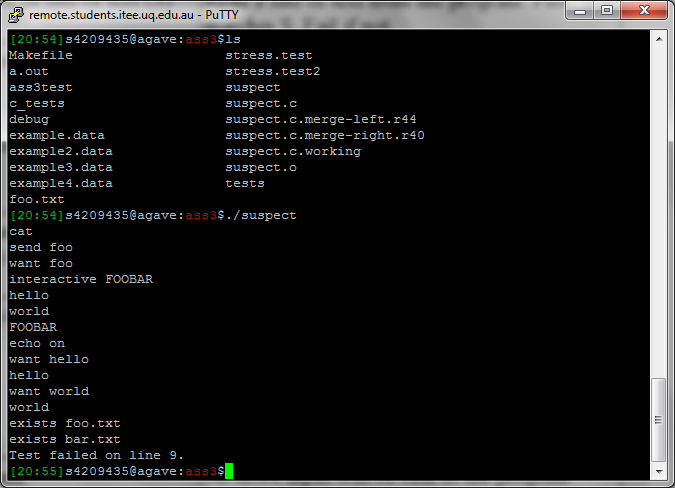 remote.students.itee.uq.edu.au - PuTTY
[20:54]s4209435@agave:ass3$ls
Makefile                   stress.test
a.out                      stress.test2
ass3test                   suspect
c_tests                    suspect.c
debug                      suspect.c.merge-left.r44
example.data               suspect.c.merge-right.r40
example2.data              suspect.c.working
example3.data              suspect.o
example4.data              tests
foo.txt
[20:54]s4209435@agave:ass3$./suspect
cat
send foo
want foo
interactive FOOBAR
hello
world
FOOBAR
echo on
want hello
hello
want world
world
exists foo.txt
exists bar.txt
Test failed on line 9.
[20:55]s4209435@agave:ass3$